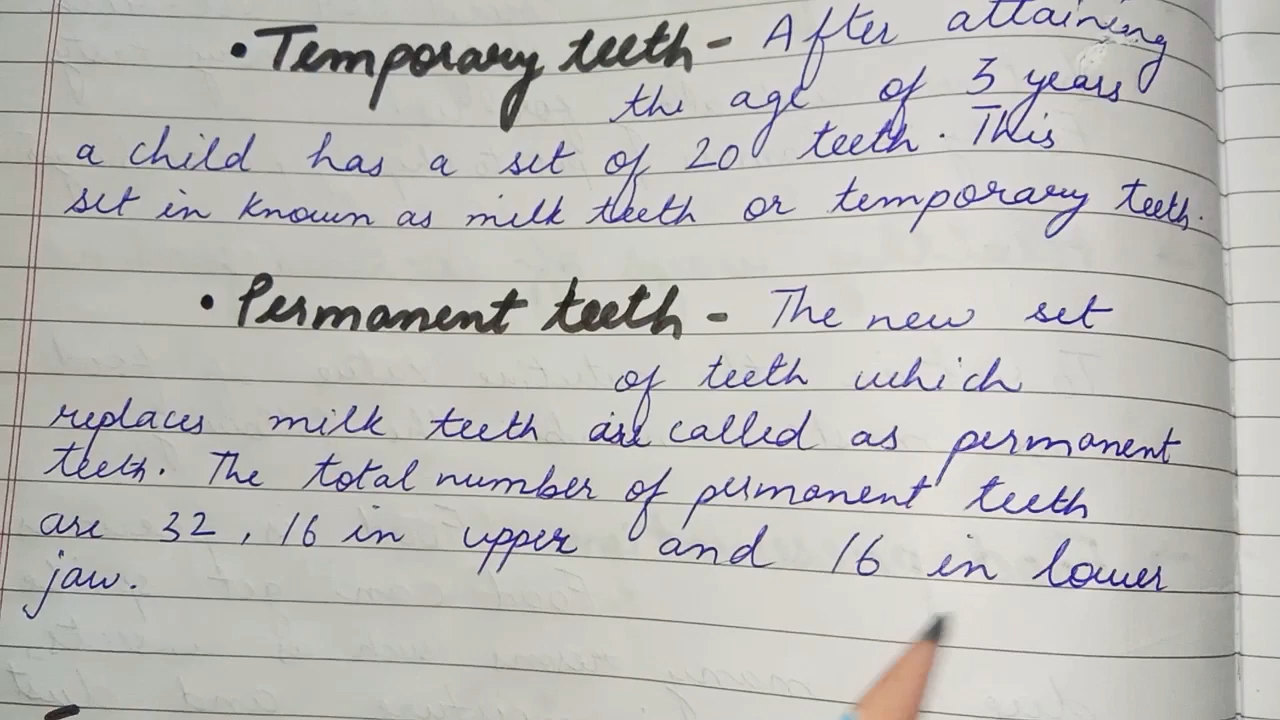 • Temporary teeth - After attaining
the age of 3 years
a child has a set of 20 teeth. This
set in known as milk teeth or temporary teeth.
• Permanent teeth - The new set
of teeth which
replaces milk teeth are called as permanent
teeth. The total number of permanent teeth
are 32, 16 in upper and 16 in lower
jaw.